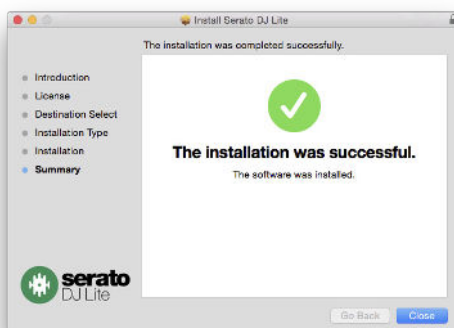 Install Serato DJ Lite
The installation was completed successfully.
Introduction
License
Destination Select
Installation Type
Installation
Summary
The installation was successful.
The software was installed.
serato
DJ Lite
Go Back
Close